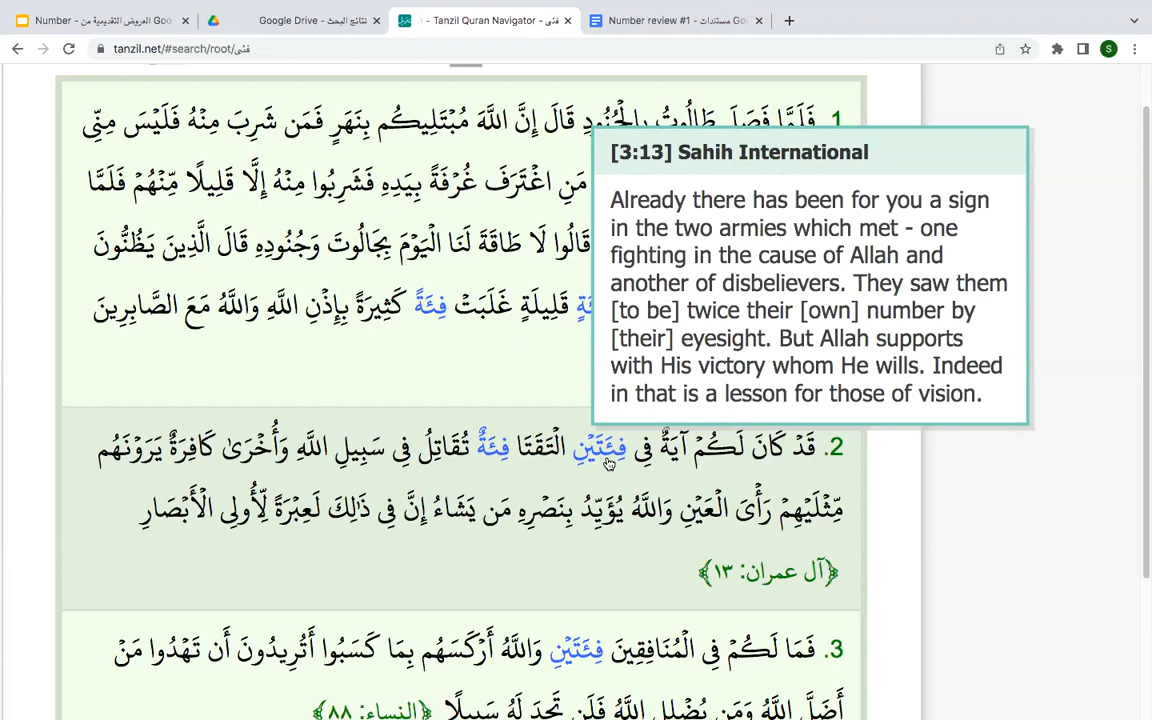 Number - العروض التقديمية من Goo
نتائج البحث - Google Drive
فئى - Tanzil Quran Navigator
Number review #1 - مستندات Goo
tanzil.net/#search/root/فئى
S
1. فَلَمَّا فَصَلَ طَالُوتُ بِالْجُنُودِ قَالَ إِنَّ اللَّهَ مُبْتَلِيكُم بِنَهَرٍ فَمَن شَرِبَ مِنْهُ فَلَيْسَ مِنِّي
مَنِ اغْتَرَفَ غُرْفَةً بِيَدِهِ فَشَرِبُوا مِنْهُ إِلَّا قَلِيلًا مِّنْهُمْ فَلَمَّا
قَالُوا لَا طَاقَةَ لَنَا الْيَوْمَ بِجَالُوتَ وَجُنُودِهِ قَالَ الَّذِينَ يَظُنُّونَ
قَلِيلَةٍ غَلَبَتْ فِئَةً كَثِيرَةً بِإِذْنِ اللَّهِ وَاللَّهُ مَعَ الصَّابِرِينَ
[3:13] Sahih International
Already there has been for you a sign
in the two armies which met - one
fighting in the cause of Allah and
another of disbelievers. They saw them
[to be] twice their [own] number by
[their] eyesight. But Allah supports
with His victory whom He wills. Indeed
in that is a lesson for those of vision.
2. قَدْ كَانَ لَكُمْ آيَةٌ فِي فِئَتَيْنِ الْتَقَتَا فِئَةٌ تُقَاتِلُ فِي سَبِيلِ اللَّهِ وَأُخْرَىٰ كَافِرَةٌ يَرَوْنَهُم
مِّثْلَيْهِمْ رَأْيَ الْعَيْنِ وَاللَّهُ يُؤَيِّدُ بِنَصْرِهِ مَن يَشَاءُ إِنَّ فِي ذَٰلِكَ لَعِبْرَةً لِّأُولِي الْأَبْصَارِ
﴿آل عمران: ١٣﴾
3. فَمَا لَكُمْ فِي الْمُنَافِقِينَ فِئَتَيْنِ وَاللَّهُ أَرْكَسَهُم بِمَا كَسَبُوا أَتُرِيدُونَ أَن تَهْدُوا مَنْ
أَضَلَّ اللَّهُ وَمَن يُضْلِلِ اللَّهُ فَلَن تَجِدَ لَهُ سَبِيلًا ﴿النساء: ٨٨﴾